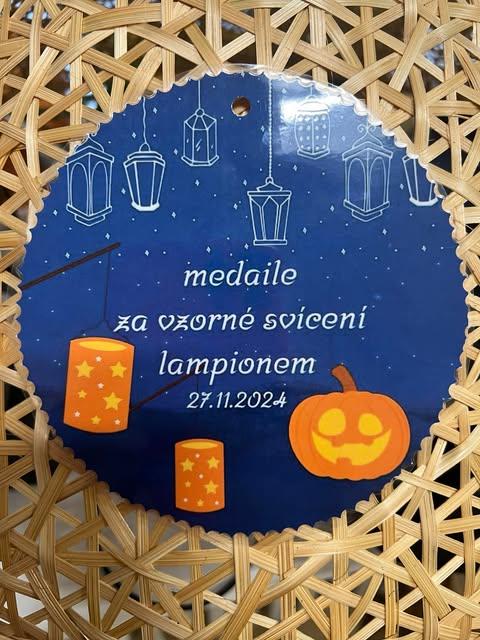 medaile
za vzorné svícení
lampionem
27.11.2024